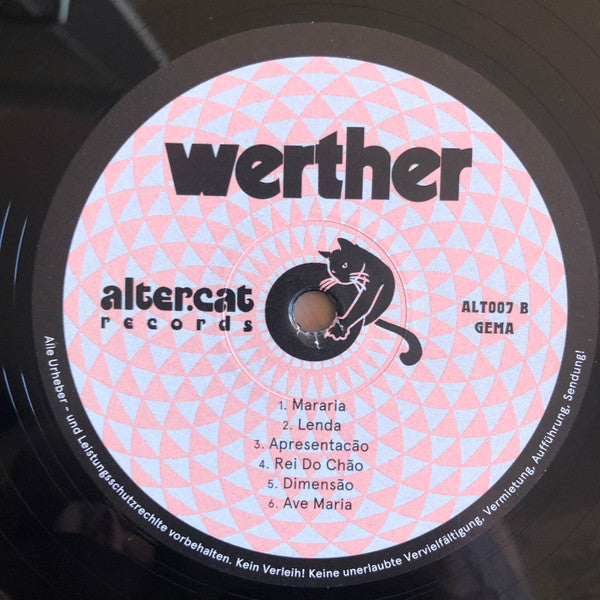 werther
alter.cat
records
ALT007 B
GEMA
1. Mararia
2. Lenda
3. Apresentacão
4. Rei Do Chão
5. Dimensão
6. Ave Maria
Alle Urheber - und Leistungsschutzrechlte vorbehalten. Kein Verleih! Keine unerlaubte Vervielfältigung, Vermietung, Aufführung, Sendung!